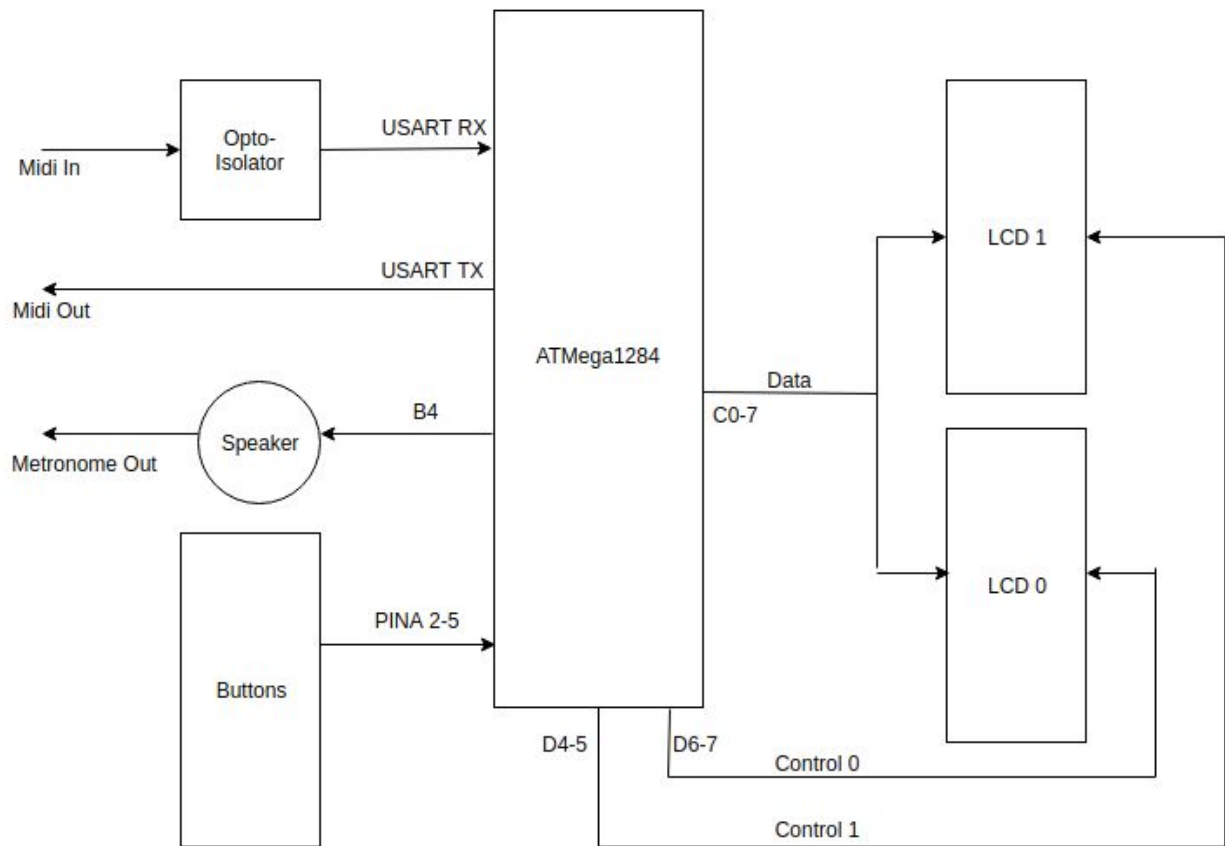 Opto-
Isolator
USART RX
Midi In
USART TX
Midi Out
ATMega1284
LCD 1
Data
C0-7
B4
Speaker
Metronome Out
LCD 0
PINA 2-5
Buttons
D4-5
D6-7
Control 0
Control 1